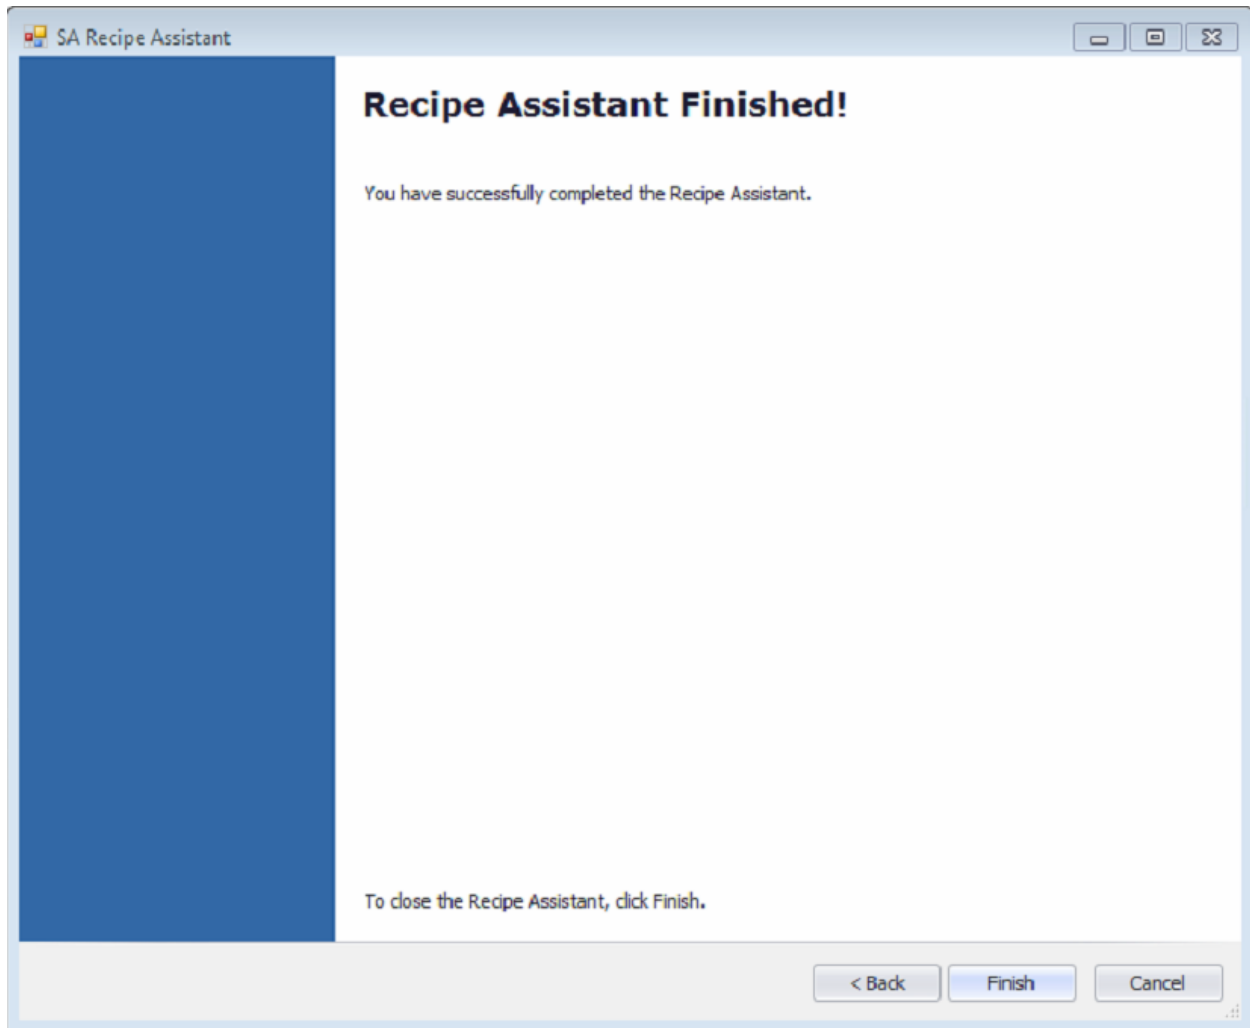 SA Recipe Assistant
Recipe Assistant Finished!
You have successfully completed the Recipe Assistant.
To close the Recipe Assistant, click Finish.
< Back
Finish
Cancel